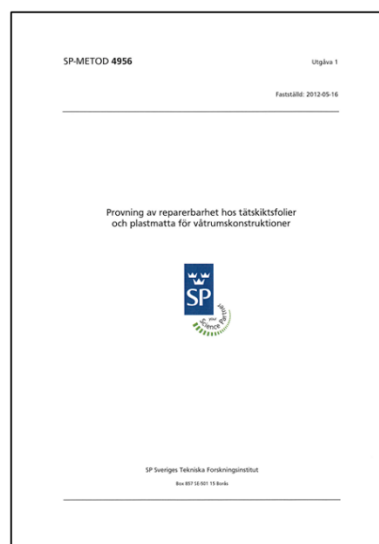 SP-METOD 4956
Utgåva 1
Fastställd: 2012-05-16
Provning av reparerbarhet hos tätskiktsfolier
och plastmatta för våtrumskonstruktioner
SP
your
Science Partner
SP Sveriges Tekniska Forskningsinstitut
Box 857 SE-501 15 Borås